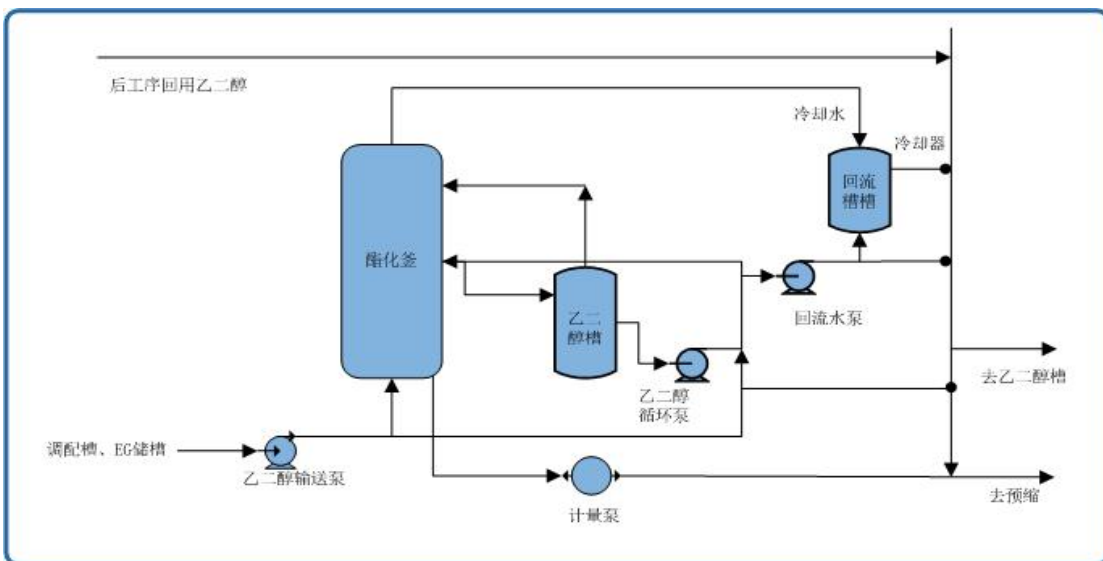 后工序回用乙二醇
冷却水
冷却器
回流
槽槽
酯化釜
乙二
醇槽
回流水泵
去乙二醇槽
乙二醇
循环泵
调配槽、EG储槽
乙二醇输送泵
计量泵
去预缩